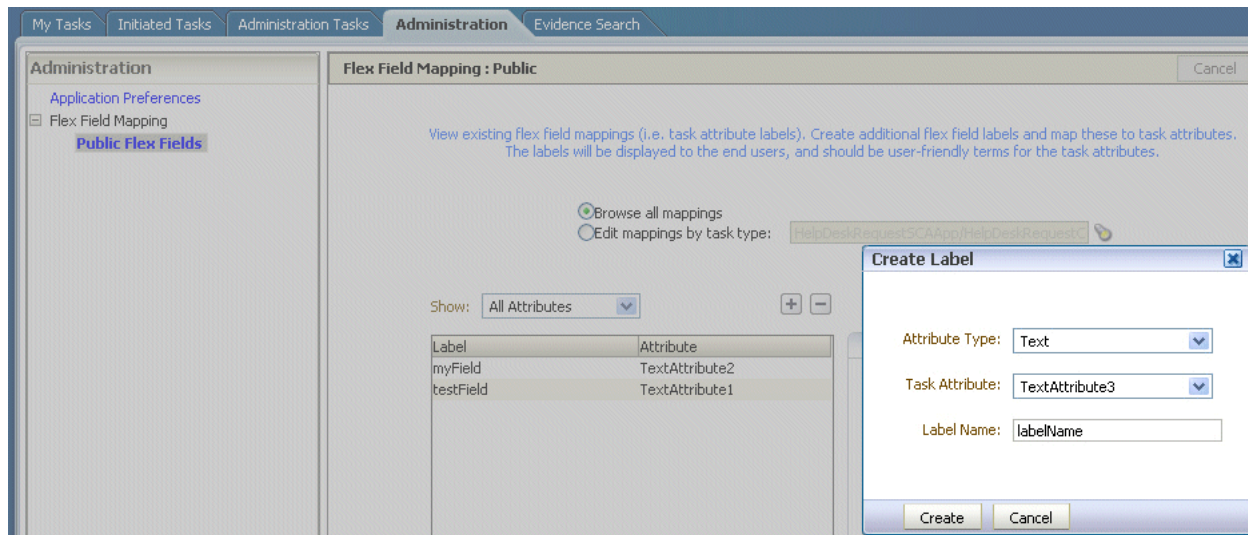 My Tasks Initiated Tasks Administration Tasks Administration Evidence Search
Administration
Application Preferences
Flex Field Mapping
Public Flex Fields
Flex Field Mapping : Public
Cancel
View existing flex field mappings (i.e. task attribute labels). Create additional flex field labels and map these to task attributes.
The labels will be displayed to the end users, and should be user-friendly terms for the task attributes.
Browse all mappings
Edit mappings by task type: HelpDeskRequestSCAApp/HelpDeskRequestC
Show: All Attributes
Label Attribute
myField TextAttribute2
testField TextAttribute1
Create Label
Attribute Type: Text
Task Attribute: TextAttribute3
Label Name: labelName
Create Cancel